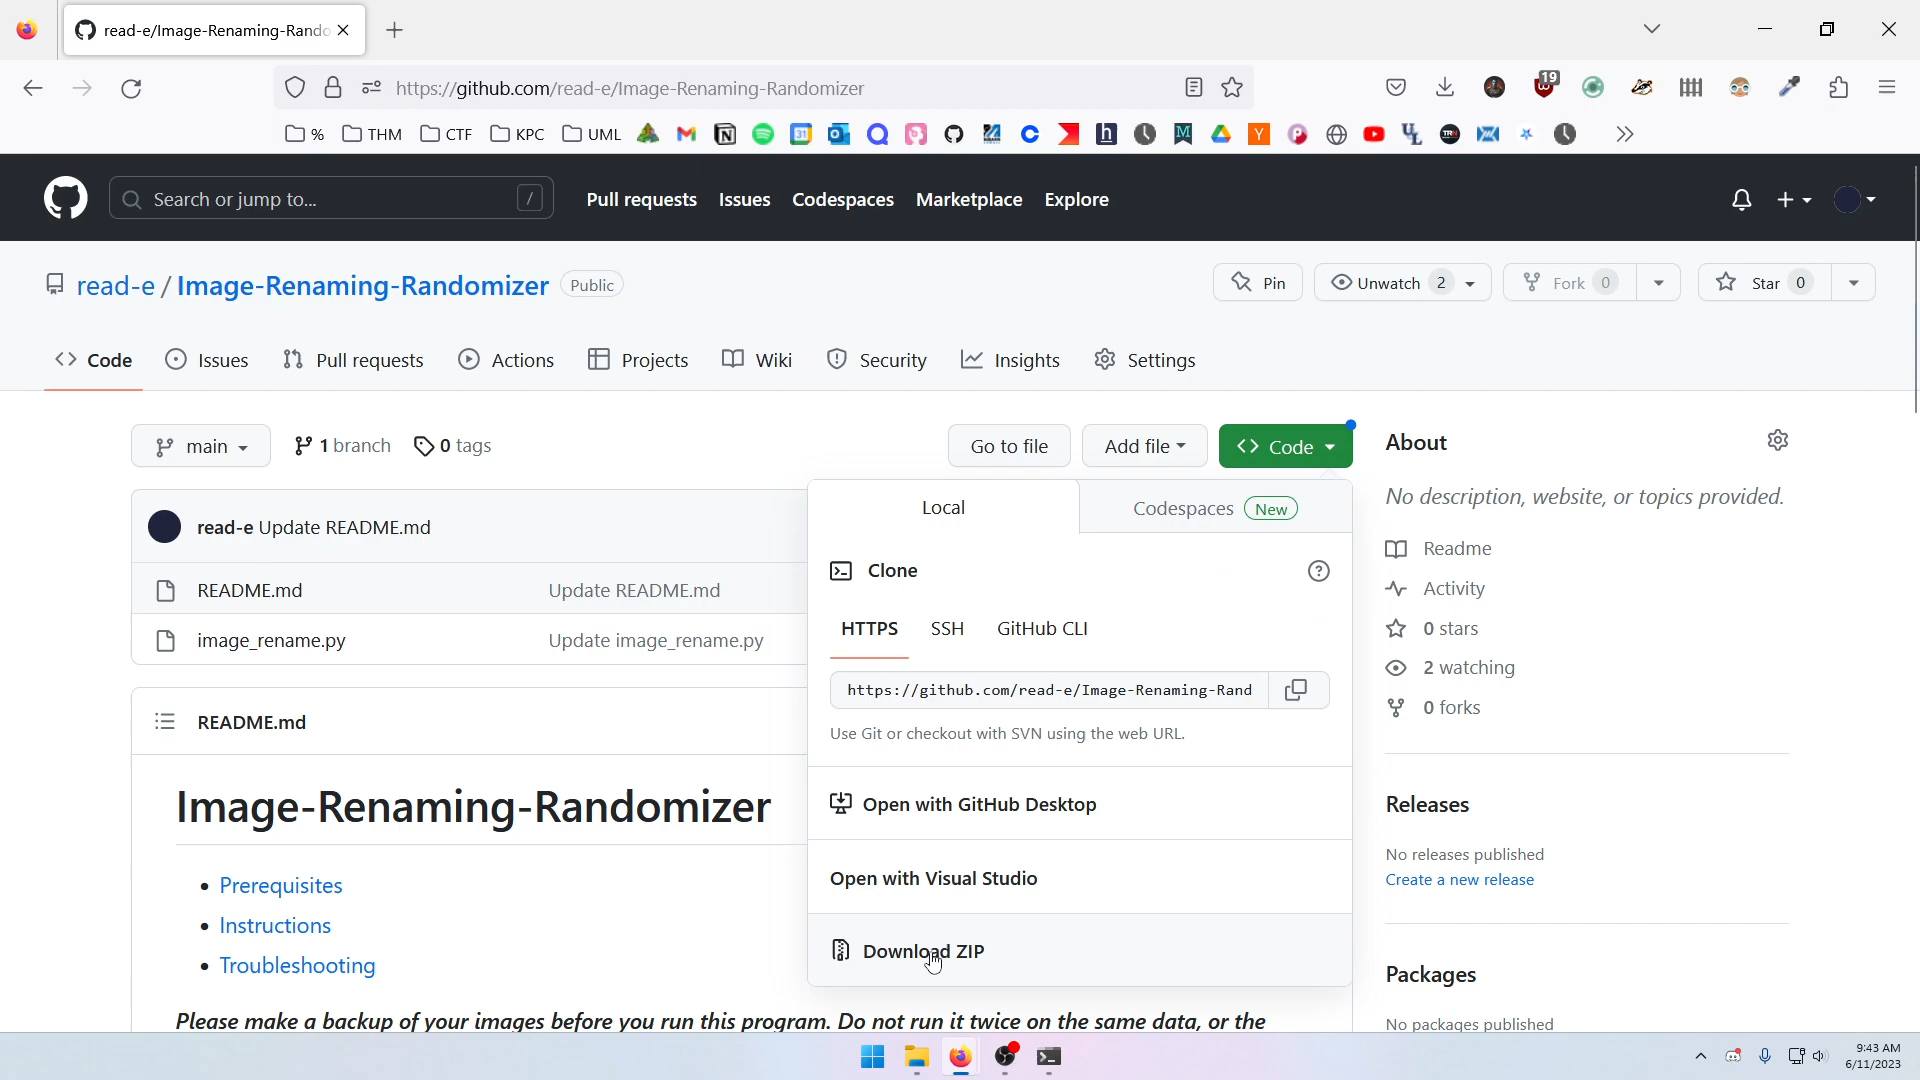 read-e/Image-Renaming-Rando
https://github.com/read-e/Image-Renaming-Randomizer
19
% THM CTF KPC UML
Search or jump to... /
Pull requests Issues Codespaces Marketplace Explore
read-e / Image-Renaming-Randomizer Public
Pin Unwatch 2 Fork 0 Star 0
Code Issues Pull requests Actions Projects Wiki Security Insights Settings
main 1 branch 0 tags
Go to file Add file Code
Local Codespaces New
read-e Update README.md
README.md Update README.md
image_rename.py Update image_rename.py
Clone
HTTPS SSH GitHub CLI
https://github.com/read-e/Image-Renaming-Rand
Use Git or checkout with SVN using the web URL.
Open with GitHub Desktop
Open with Visual Studio
Download ZIP
README.md
Image-Renaming-Randomizer
Prerequisites
Instructions
Troubleshooting
Please make a backup of your images before you run this program. Do not run it twice on the same data, or the
About
No description, website, or topics provided.
Readme
Activity
0 stars
2 watching
0 forks
Releases
No releases published
Create a new release
Packages
No packages published
9:43 AM
6/11/2023